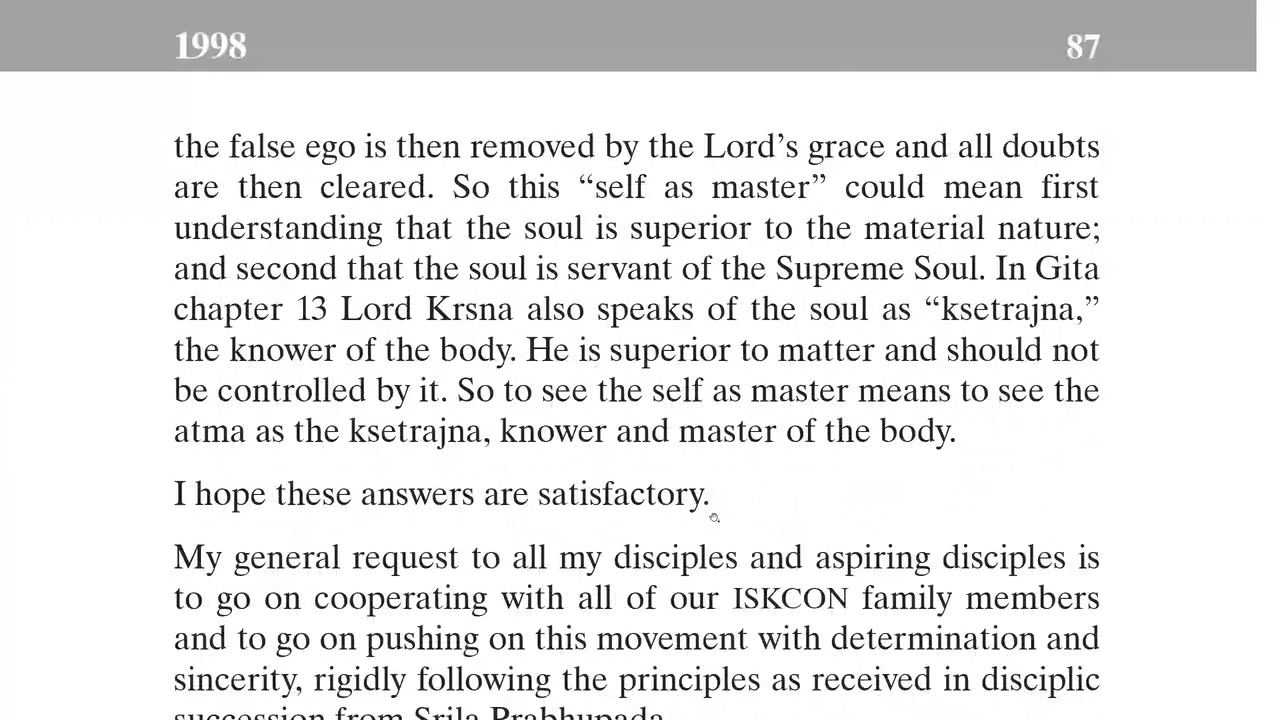 1998 87
the false ego is then removed by the Lord’s grace and all doubts
are then cleared. So this “self as master” could mean first
understanding that the soul is superior to the material nature;
and second that the soul is servant of the Supreme Soul. In Gita
chapter 13 Lord Krsna also speaks of the soul as “ksetrajna,”
the knower of the body. He is superior to matter and should not
be controlled by it. So to see the self as master means to see the
atma as the ksetrajna, knower and master of the body.
I hope these answers are satisfactory.
My general request to all my disciples and aspiring disciples is
to go on cooperating with all of our ISKCON family members
and to go on pushing on this movement with determination and
sincerity, rigidly following the principles as received in disciplic
succession from Srila Prabhupada.